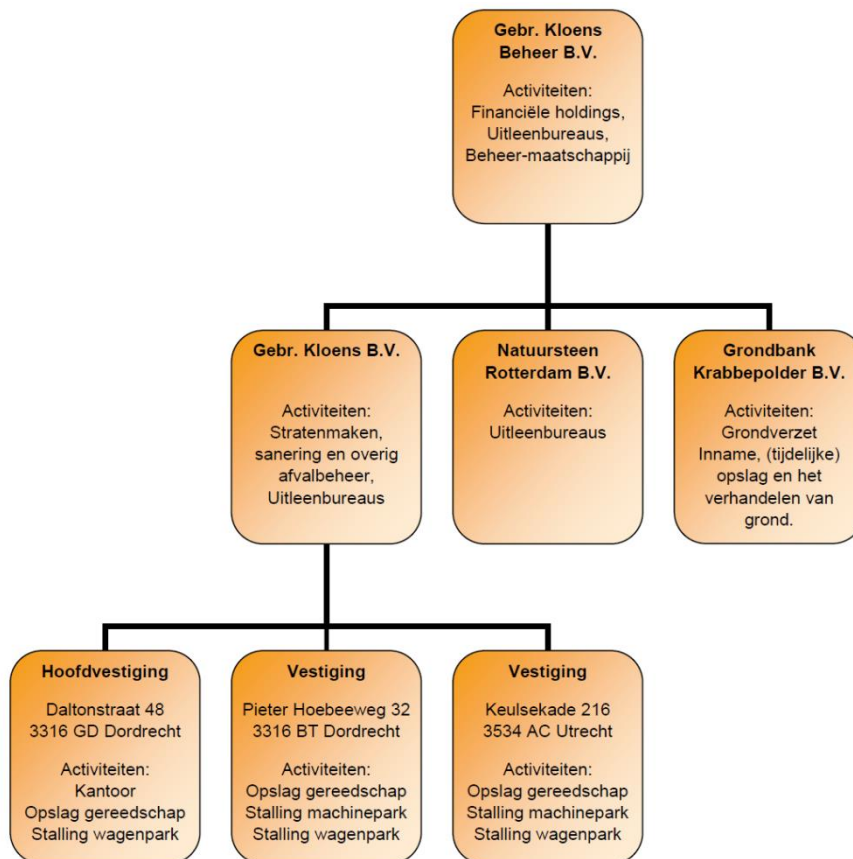 Gebr. Kloens
Beheer B.V.
Activiteiten:
Financiële holdings,
Uitleenbureaus,
Beheer-maatschappij
Gebr. Kloens B.V.
Activiteiten:
Stratenmaken,
sanering en overig
afvalbeheer,
Uitleenbureaus
Natuursteen
Rotterdam B.V.
Activiteiten:
Uitleenbureaus
Grondbank
Krabbepolder B.V.
Activiteiten:
Grondverzet
Inname, (tijdelijke)
opslag en het
verhandelen van
grond.
Hoofdvestiging
Daltonstraat 48
3316 GD Dordrecht
Activiteiten:
Kantoor
Opslag gereedschap
Stalling wagenpark
Vestiging
Pieter Hoebeeweg 32
3316 BT Dordrecht
Activiteiten:
Opslag gereedschap
Stalling machinepark
Stalling wagenpark
Vestiging
Keulsekade 216
3534 AC Utrecht
Activiteiten:
Opslag gereedschap
Stalling machinepark
Stalling wagenpark